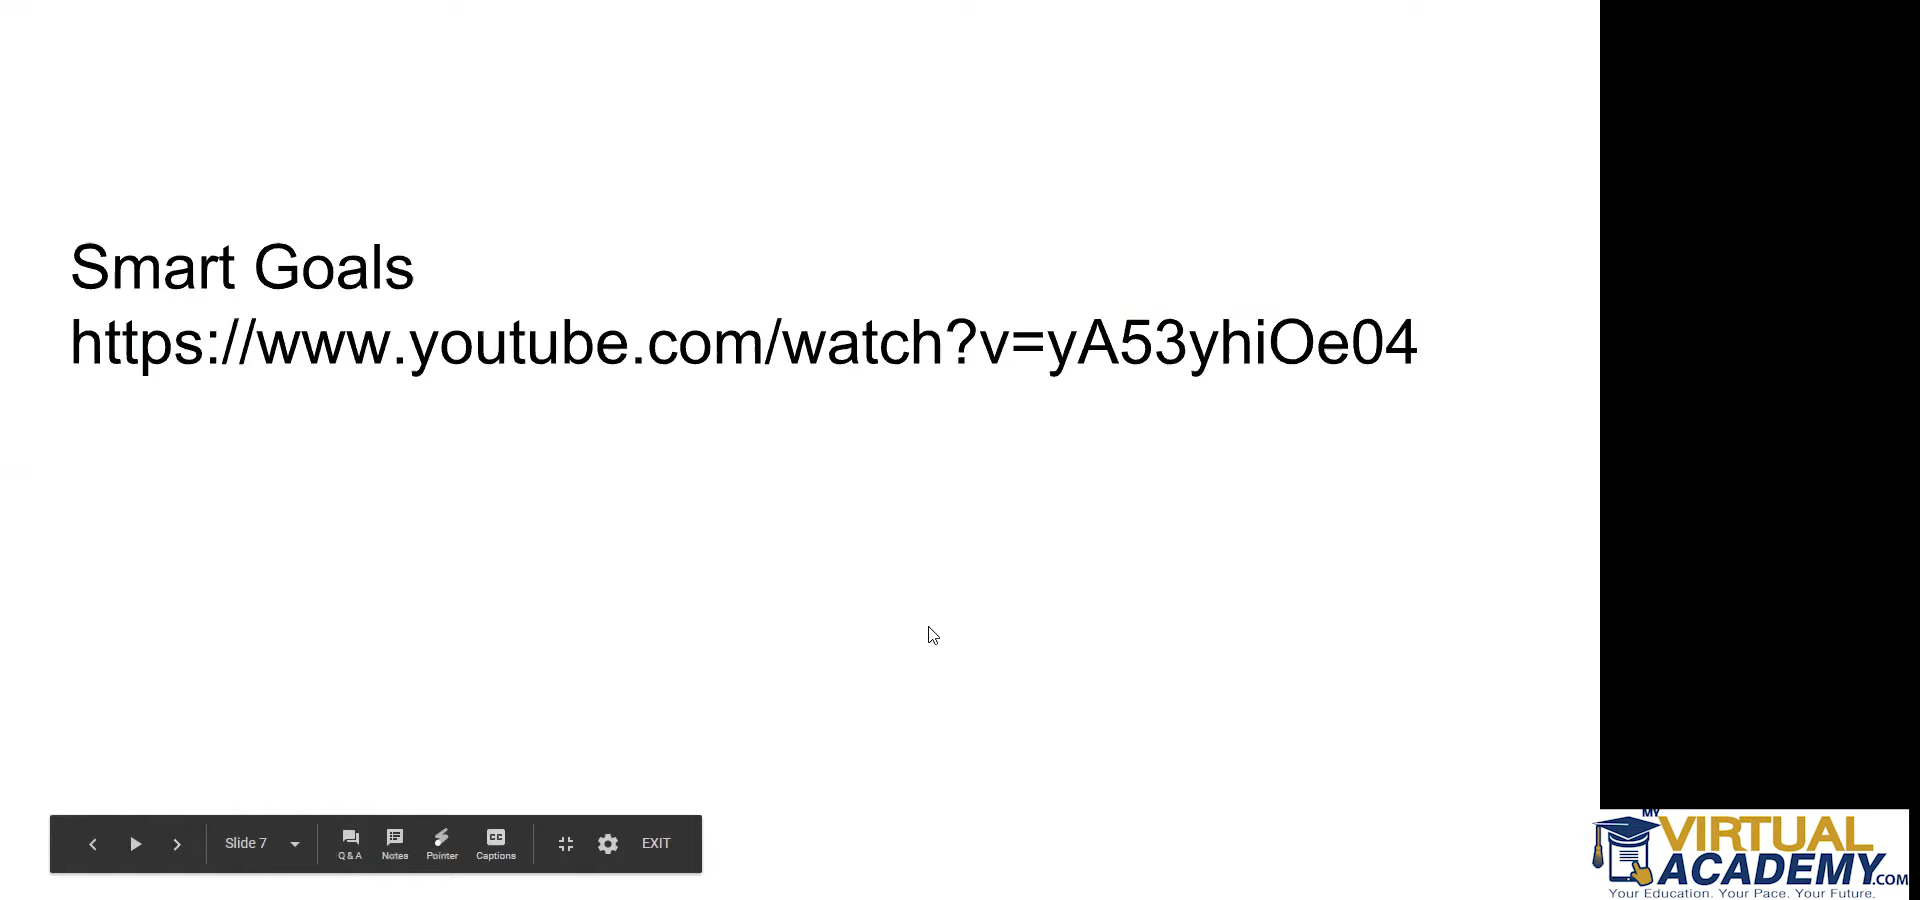 Smart Goals
https://www.youtube.com/watch?v=yA53yhiOe04
Slide 7
Q & A
Notes
Pointer
CC
Captions
EXIT
MY
VIRTUAL
ACADEMY.COM
Your Education. Your Pace. Your Future.